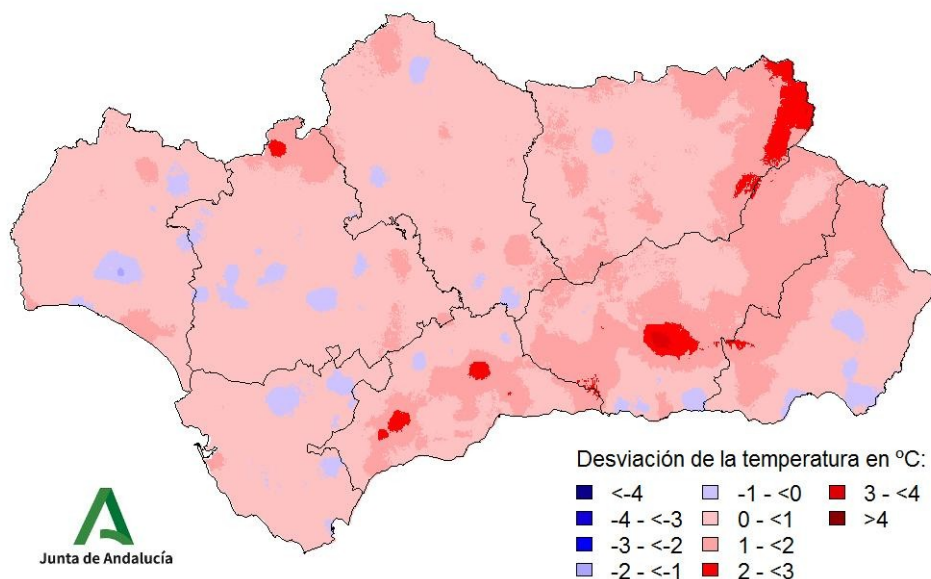 Desviación de la temperatura en ºC:
<-4
-4 - <-3
-3 - <-2
-2 - <-1
-1 - <0
0 - <1
1 - <2
2 - <3
3 - <4
>4
Junta de Andalucía